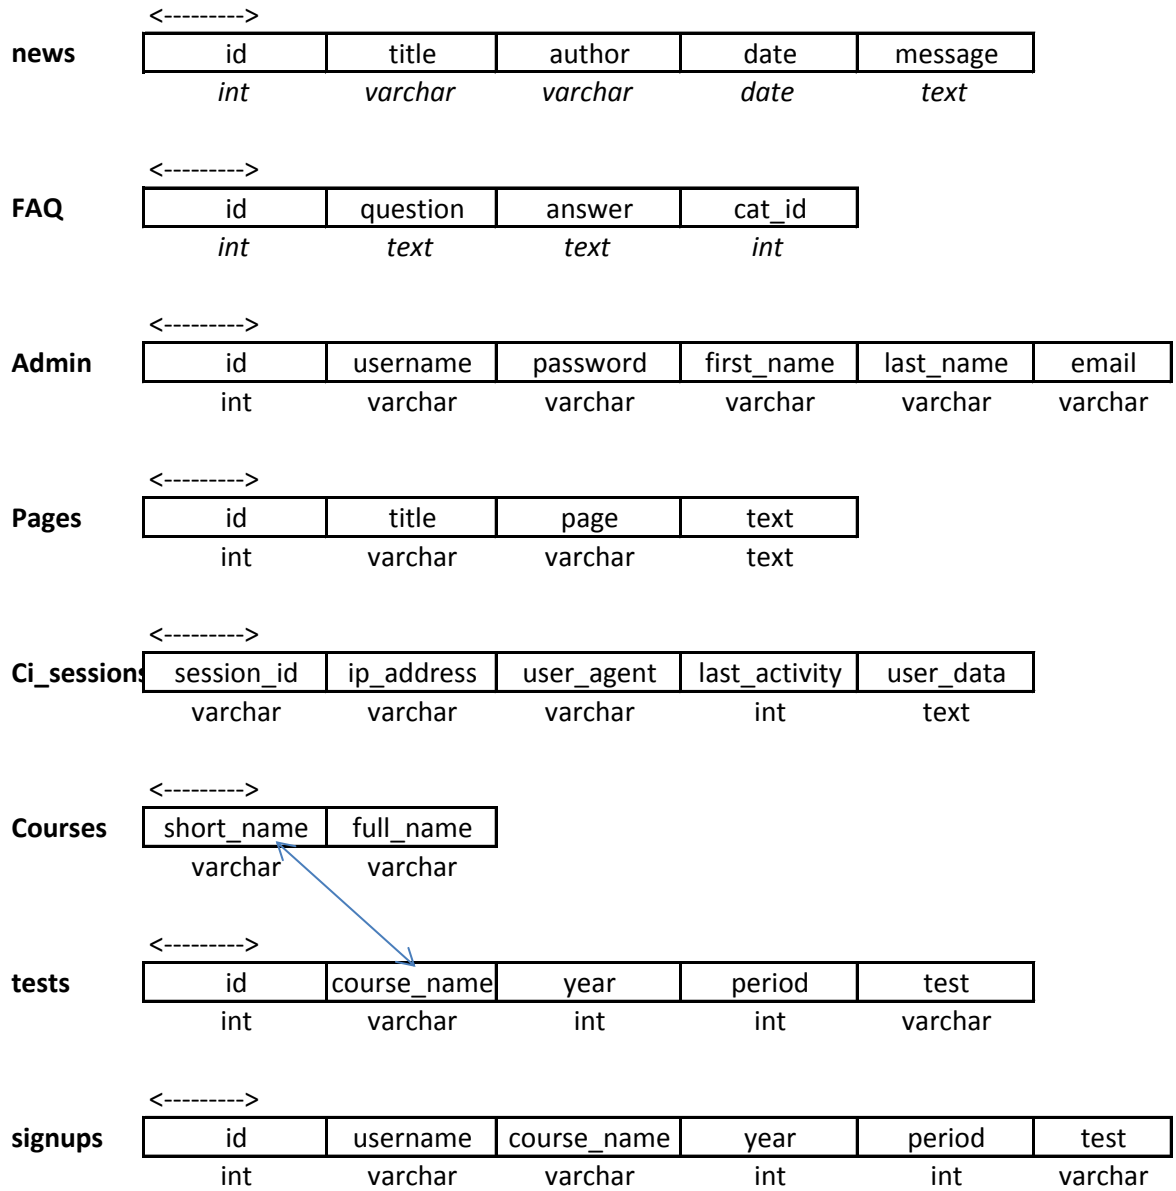 <--------->
news id title author date message
int varchar varchar date text
<--------->
FAQ id question answer cat_id
int text text int
<--------->
Admin id username password first_name last_name email
int varchar varchar varchar varchar varchar
<--------->
Pages id title page text
int varchar varchar text
<--------->
Ci_sessions session_id ip_address user_agent last_activity user_data
varchar varchar varchar int text
<--------->
Courses short_name full_name
varchar varchar
<--------->
tests id course_name year period test
int varchar int int varchar
<--------->
signups id username course_name year period test
int varchar varchar int int varchar